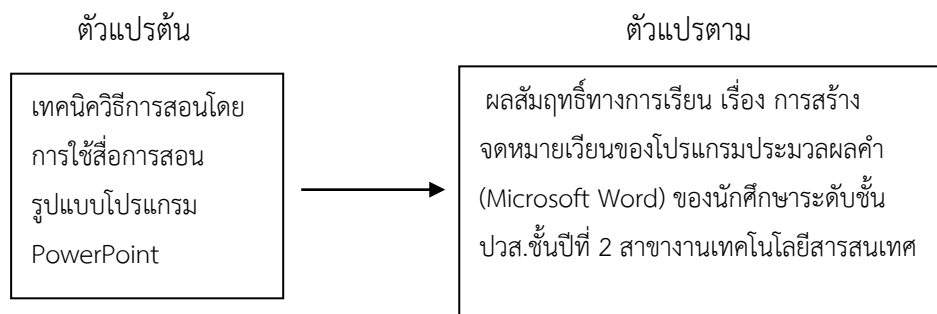 ตัวแปรต้น
ตัวแปรตาม
เทคนิควิธีการสอนโดย
การใช้สื่อการสอน
รูปแบบโปรแกรม
PowerPoint
ผลสัมฤทธิ์ทางการเรียน เรื่อง การสร้าง
จดหมายเวียนของโปรแกรมประมวลผลคำ
(Microsoft Word) ของนักศึกษาระดับชั้น
ปวส.ชั้นปีที่ 2 สาขางานเทคโนโลยีสารสนเทศ